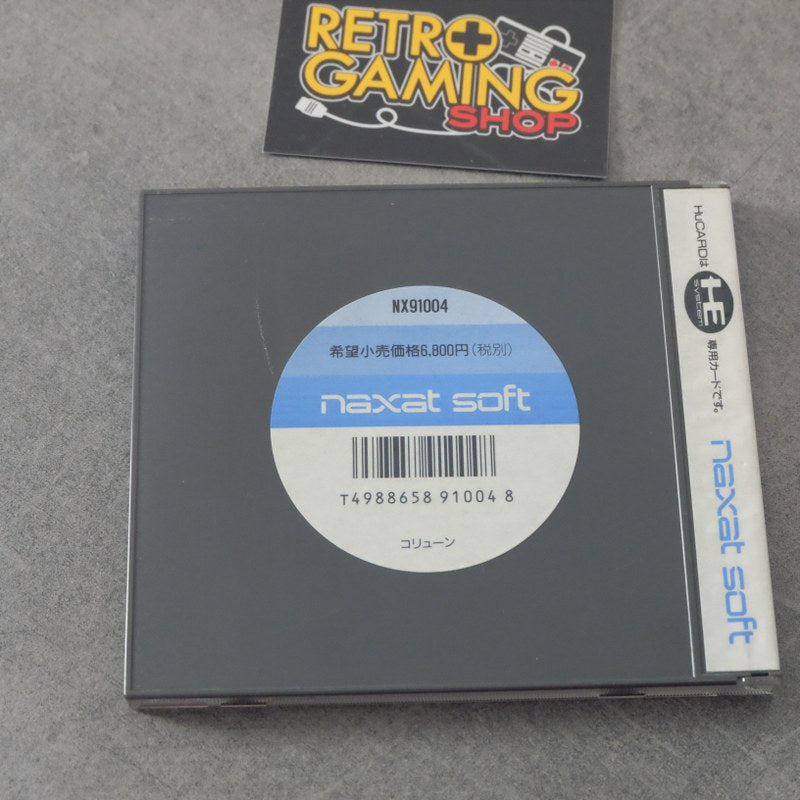 RETRO
GAMING
SHOP
NX91004
希望小売価格6,800円(税別)
naxat soft
T4988658 91004 8
コリューン
HuCARDは
HE
SYSTEM
専用カードです。
naxat soft